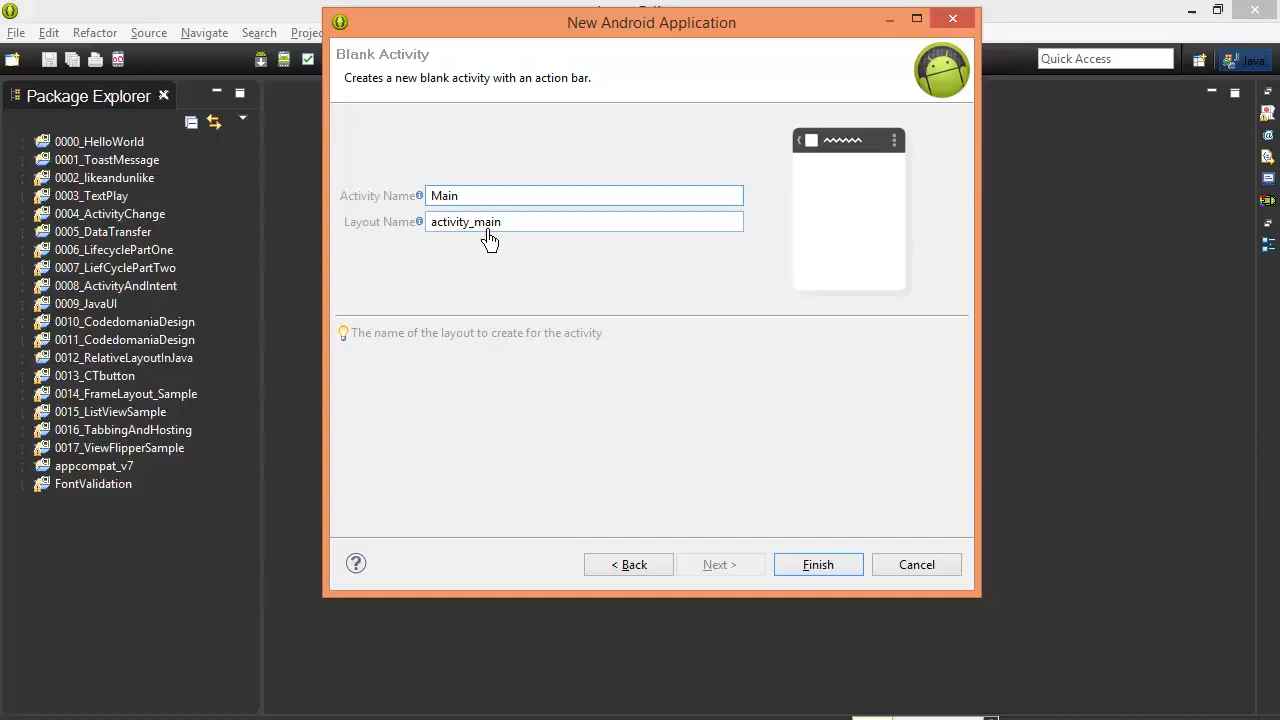 New Android Application
File Edit Refactor Source Navigate Search Projec
Blank Activity
Creates a new blank activity with an action bar.
Quick Access
Java
Package Explorer
0000_HelloWorld
0001_ToastMessage
0002_likeandunlike
0003_TextPlay
0004_ActivityChange
0005_DataTransfer
0006_LifecyclePartOne
0007_LiefCyclePartTwo
0008_ActivityAndIntent
0009_JavaUI
0010_CodedomaniaDesign
0011_CodedomaniaDesign
0012_RelativeLayoutInJava
0013_CTbutton
0014_FrameLayout_Sample
0015_ListViewSample
0016_TabbingAndHosting
0017_ViewFlipperSample
appcompat_v7
FontValidation
Activity Name Main
Layout Name activity_main
The name of the layout to create for the activity
< Back Next > Finish Cancel